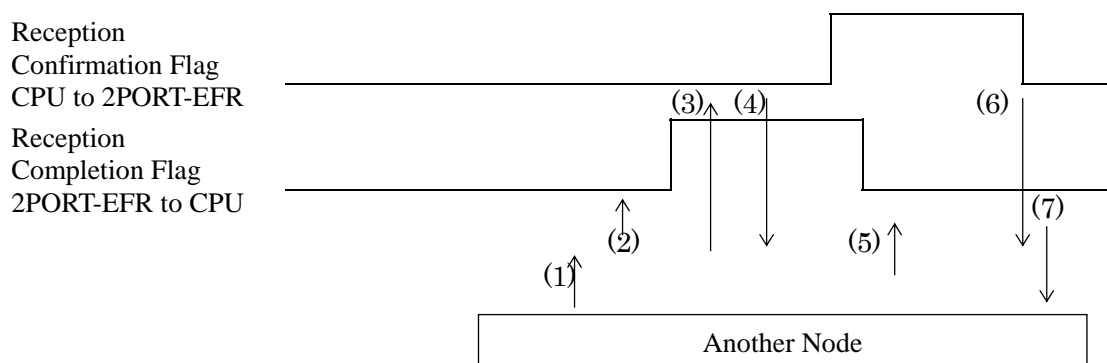 Reception
Confirmation Flag
CPU to 2PORT-EFR
(3)
(4)
(6)
Reception
Completion Flag
2PORT-EFR to CPU
(7)
(2)
(5)
(1)
Another Node